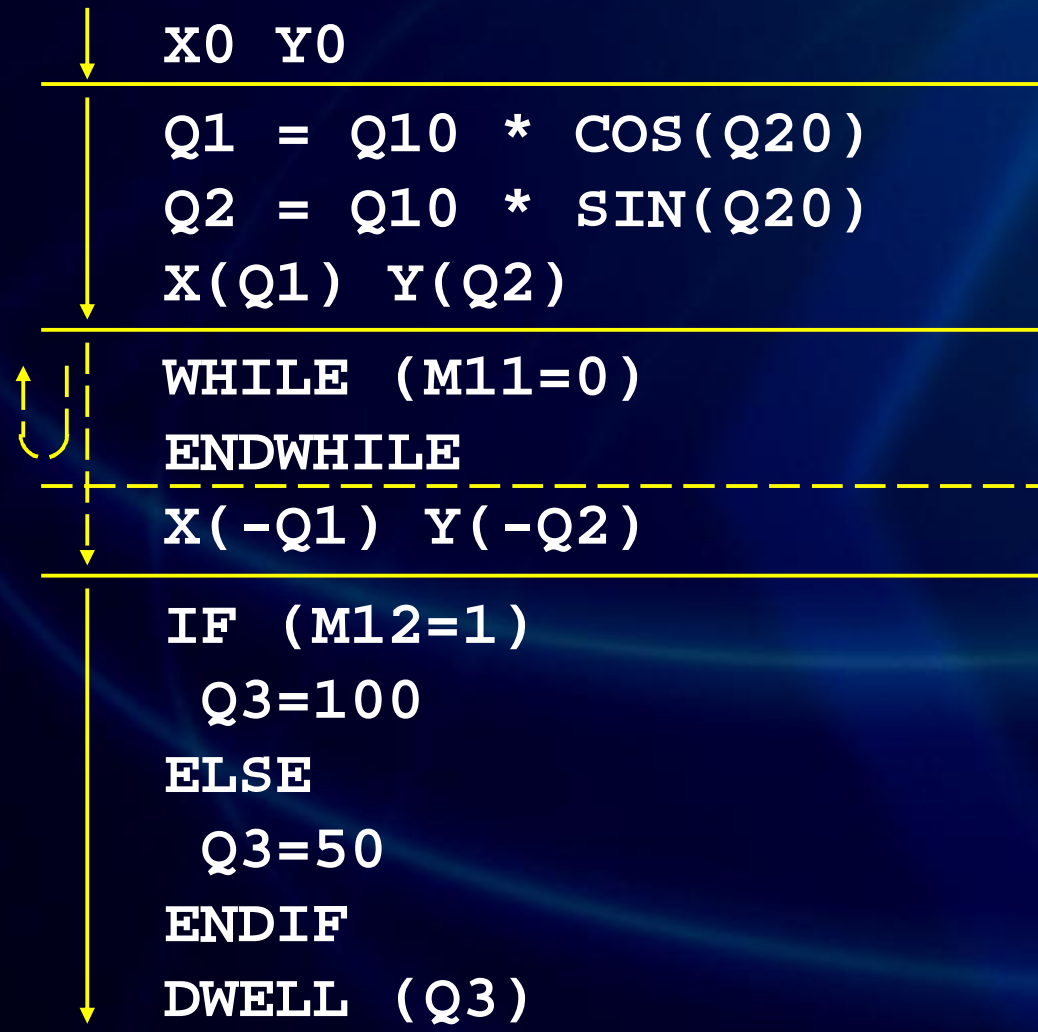 X0 Y0
Q1 = Q10 * COS(Q20)
Q2 = Q10 * SIN(Q20)
X(Q1) Y(Q2)
WHILE (M11=0)
ENDWHILE
X(-Q1) Y(-Q2)
IF (M12=1)
Q3=100
ELSE
Q3=50
ENDIF
DWELL (Q3)